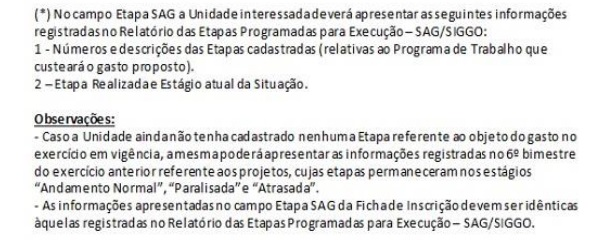 (*) No campo Etapa SAG a Unidade interessada deverá apresentar as seguintes informações
registradas no Relatório das Etapas Programadas para Execução – SAG/SIGGO:
1 - Números e descrições das Etapas cadastradas (relativas ao Programa de Trabalho que
custeará o gasto proposto).
2 – Etapa Realizada e Estágio atual da Situação.
Observações:
- Caso a Unidade ainda não tenha cadastrado nenhuma Etapa referente ao objeto do gasto no
exercício em vigência, a mesma poderá apresentar as informações registradas no 6º bimestre
do exercício anterior referente aos projetos, cujas etapas permaneceram nos estágios
“Andamento Normal”, “Paralisada” e “Atrasada”.
- As informações apresentadas no campo Etapa SAG da Ficha de Inscrição devem ser idênticas
àquelas registradas no Relatório das Etapas Programadas para Execução – SAG/SIGGO.